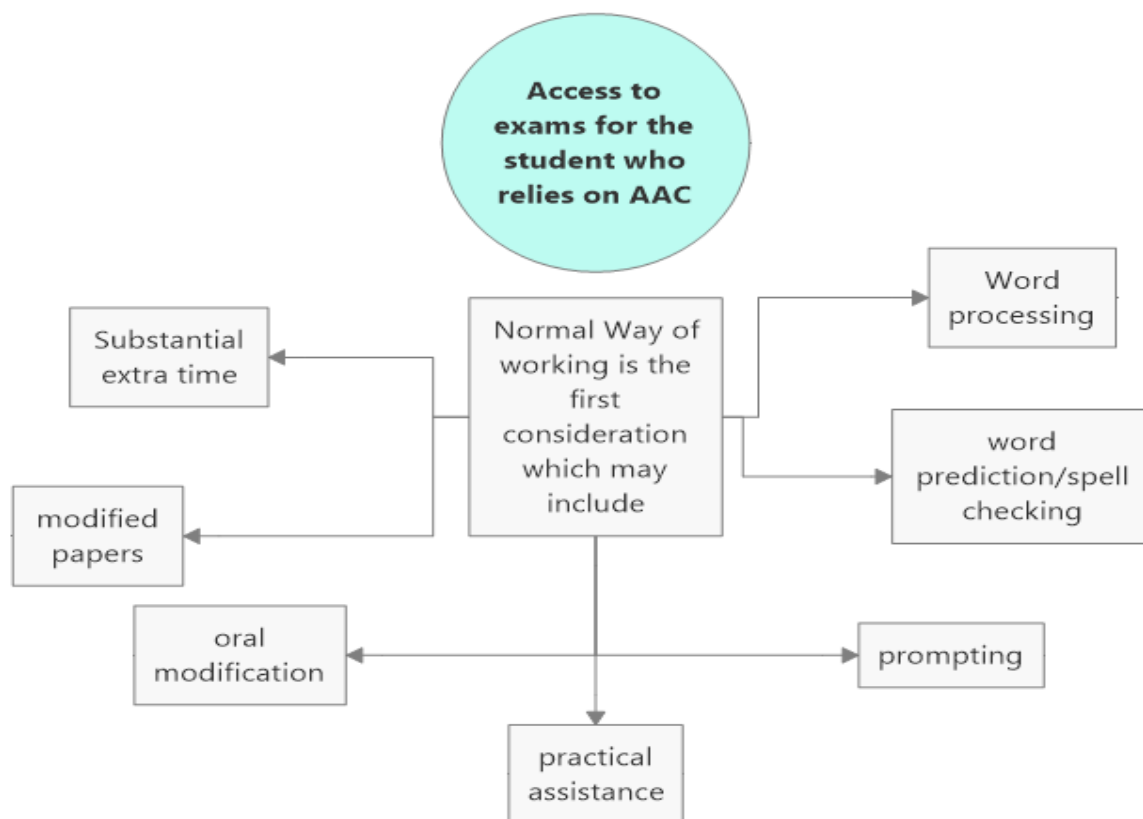 Access to
exams for the
student who
relies on AAC
Normal Way of
working is the
first
consideration
which may
include
Substantial
extra time
modified
papers
oral
modification
practical
assistance
prompting
word
prediction/spell
checking
Word
processing